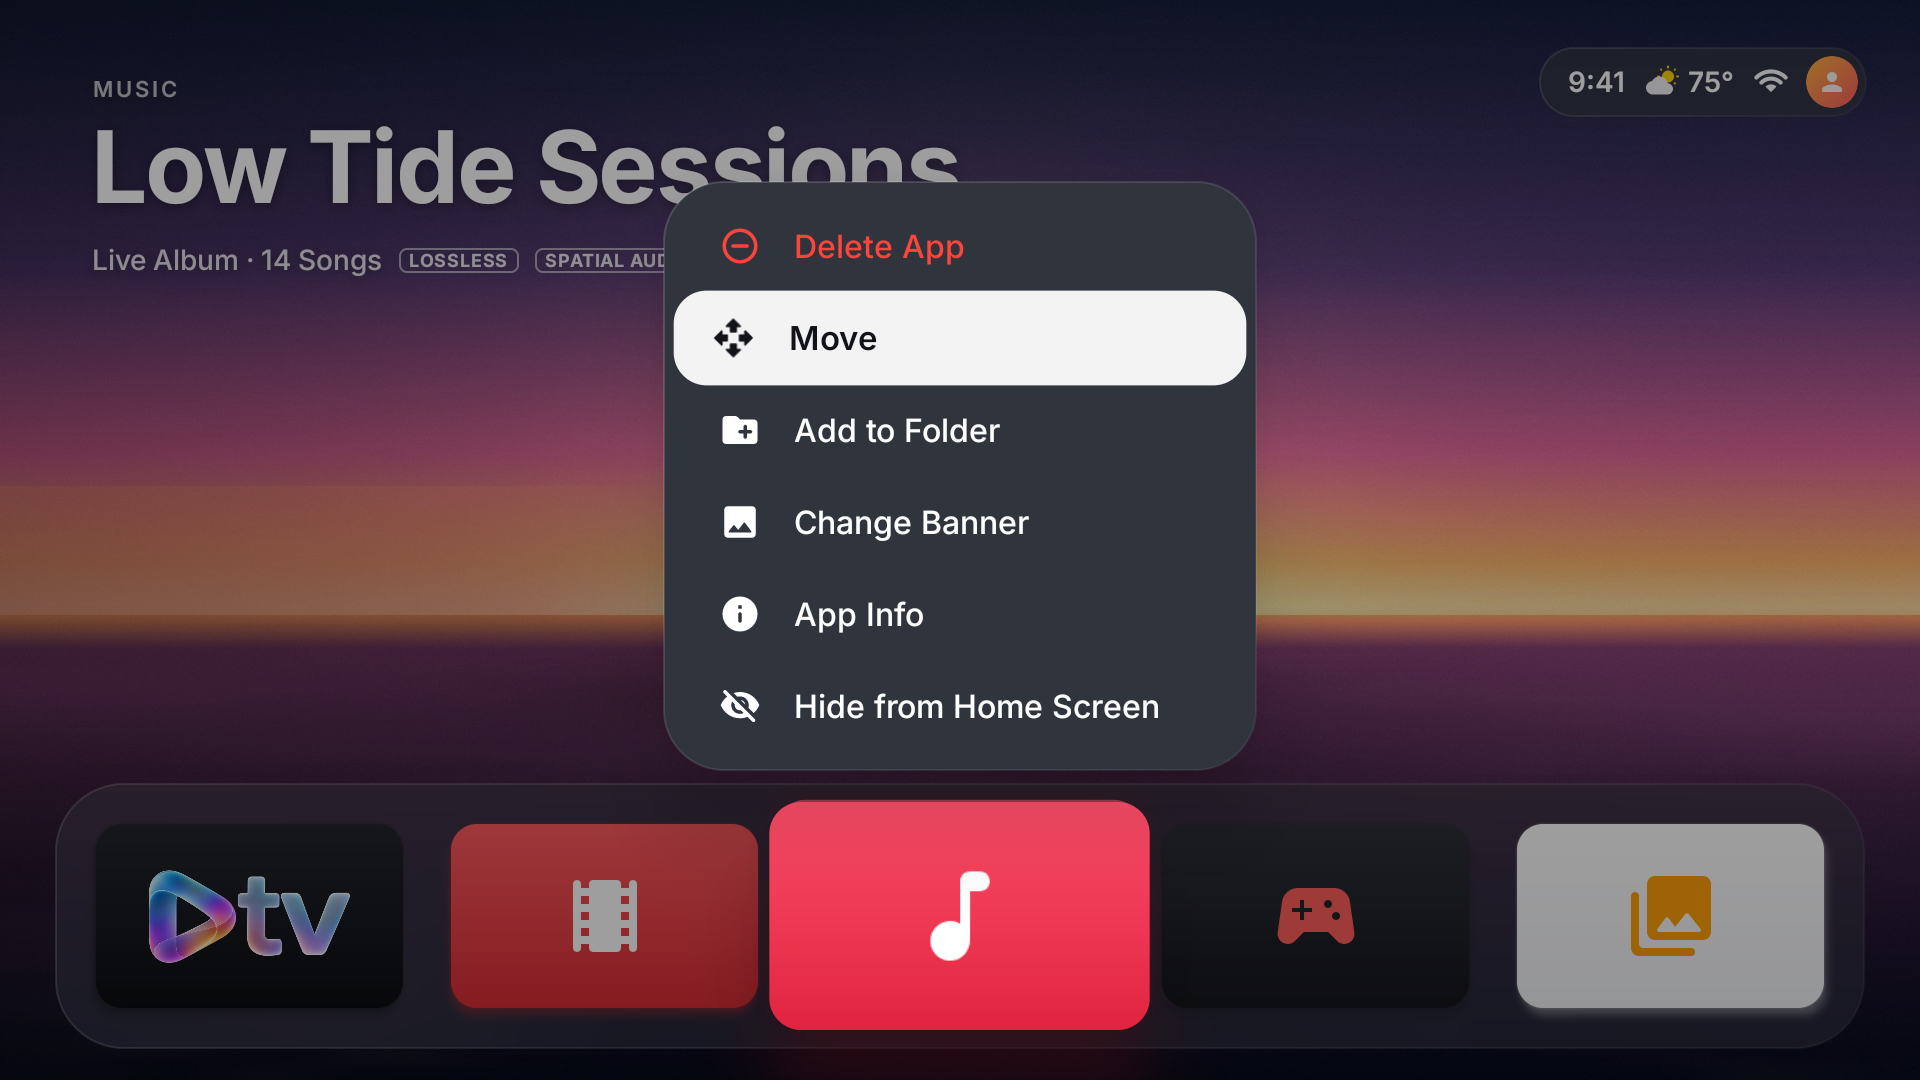 MUSIC
9:41 75°
Low Tide Sessions
Live Album · 14 Songs LOSSLESS SPATIAL AUD
Delete App
Move
Add to Folder
Change Banner
App Info
Hide from Home Screen
tv